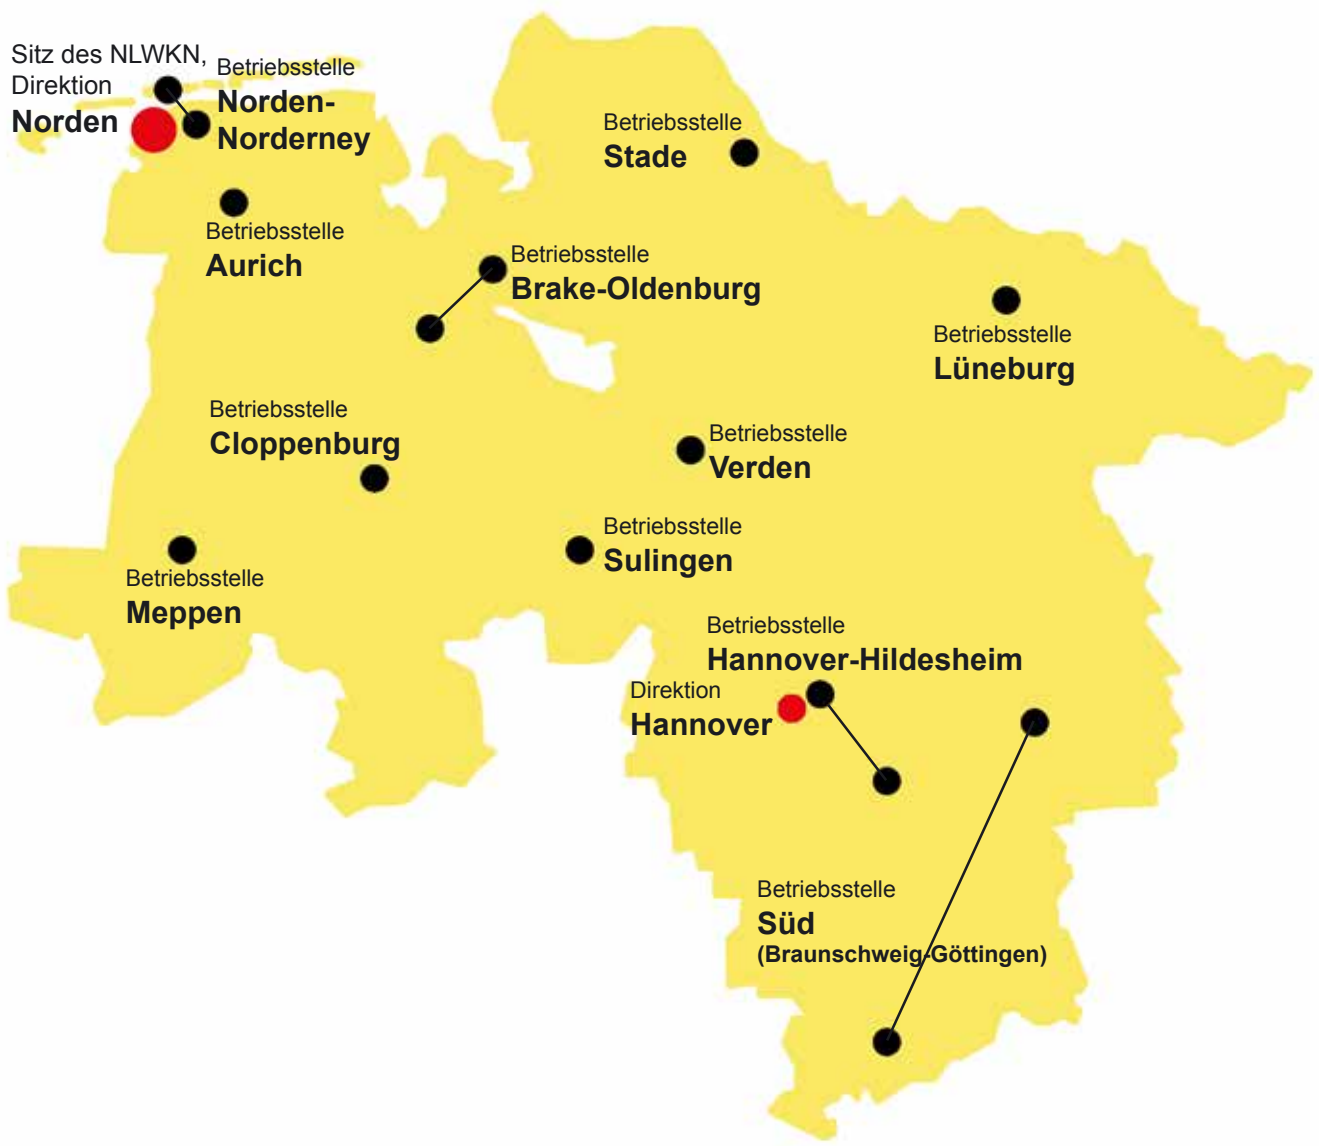 Sitz des NLWKN,
Direktion
Norden
Betriebsstelle
Norden-
Norderney
Betriebsstelle
Stade
Betriebsstelle
Aurich
Betriebsstelle
Brake-Oldenburg
Betriebsstelle
Lüneburg
Betriebsstelle
Cloppenburg
Betriebsstelle
Verden
Betriebsstelle
Sulingen
Betriebsstelle
Meppen
Betriebsstelle
Hannover-Hildesheim
Direktion
Hannover
Betriebsstelle
Süd
(Braunschweig-Göttingen)